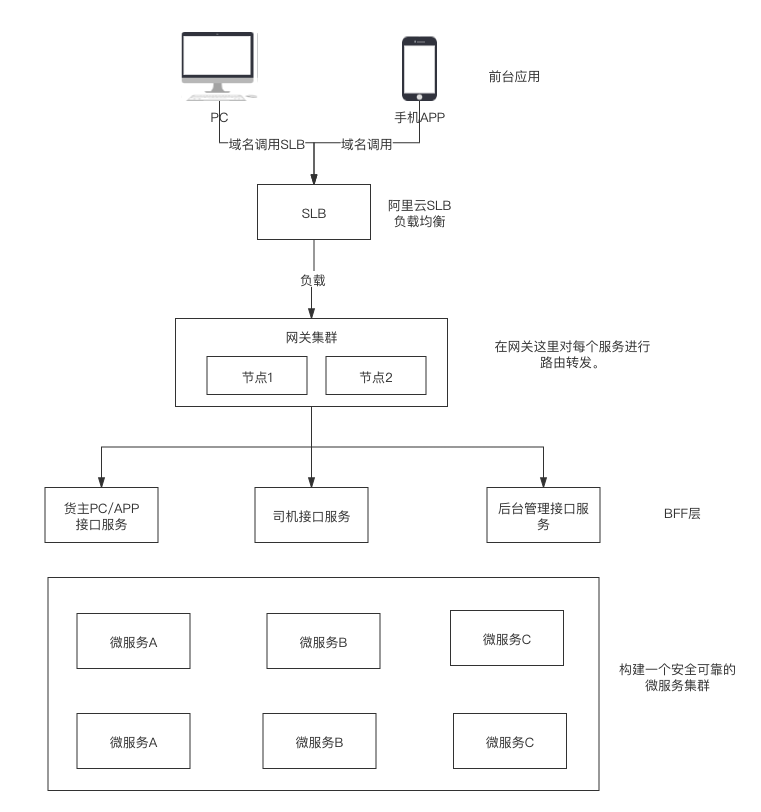 前台应用
PC
手机APP
域名调用SLB
域名调用
SLB
阿里云SLB
负载均衡
负载
网关集群
节点1
节点2
在网关这里对每个服务进行
路由转发。
货主PC/APP
接口服务
司机接口服务
后台管理接口服
务
BFF层
微服务A
微服务B
微服务C
构建一个安全可靠的
微服务集群
微服务A
微服务B
微服务C